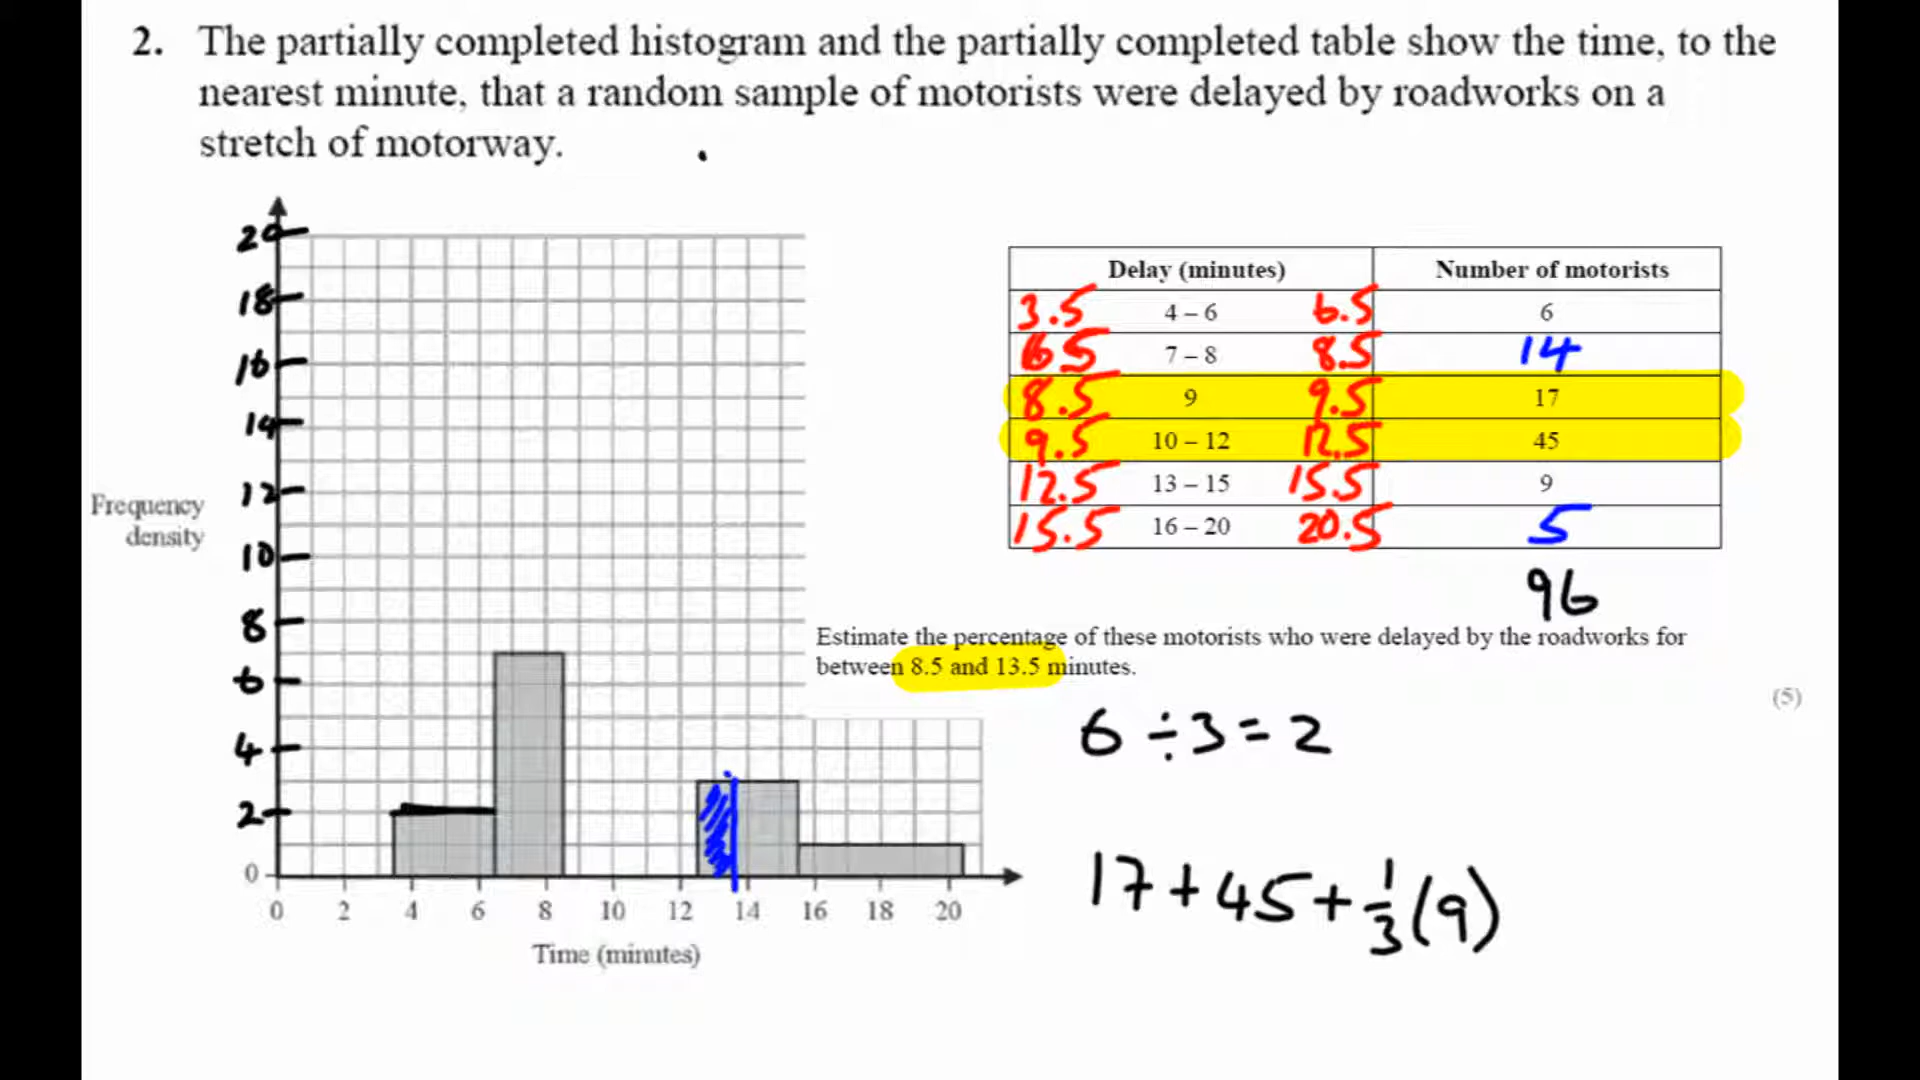 2. The partially completed histogram and the partially completed table show the time, to the
nearest minute, that a random sample of motorists were delayed by roadworks on a
stretch of motorway.
20
18
16
14
12
10
8
6
4
2
0
Frequency
density
0 2 4 6 8 10 12 14 16 18 20
Time (minutes)
Delay (minutes) Number of motorists
3.5 4 – 6 6.5 6
6.5 7 – 8 8.5 14
8.5 9 9.5 17
9.5 10 – 12 12.5 45
12.5 13 – 15 15.5 9
15.5 16 – 20 20.5 5
96
Estimate the percentage of these motorists who were delayed by the roadworks for
between 8.5 and 13.5 minutes.
(5)
6 ÷ 3 = 2
17 + 45 + 1/3 (9)